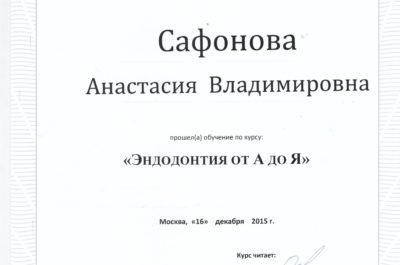 Сафонова
Анастасия Владимировна
прошел(а) обучение по курсу:
«Эндодонтия от А до Я»
Москва, «16» декабря 2015 г.
Курс читает: